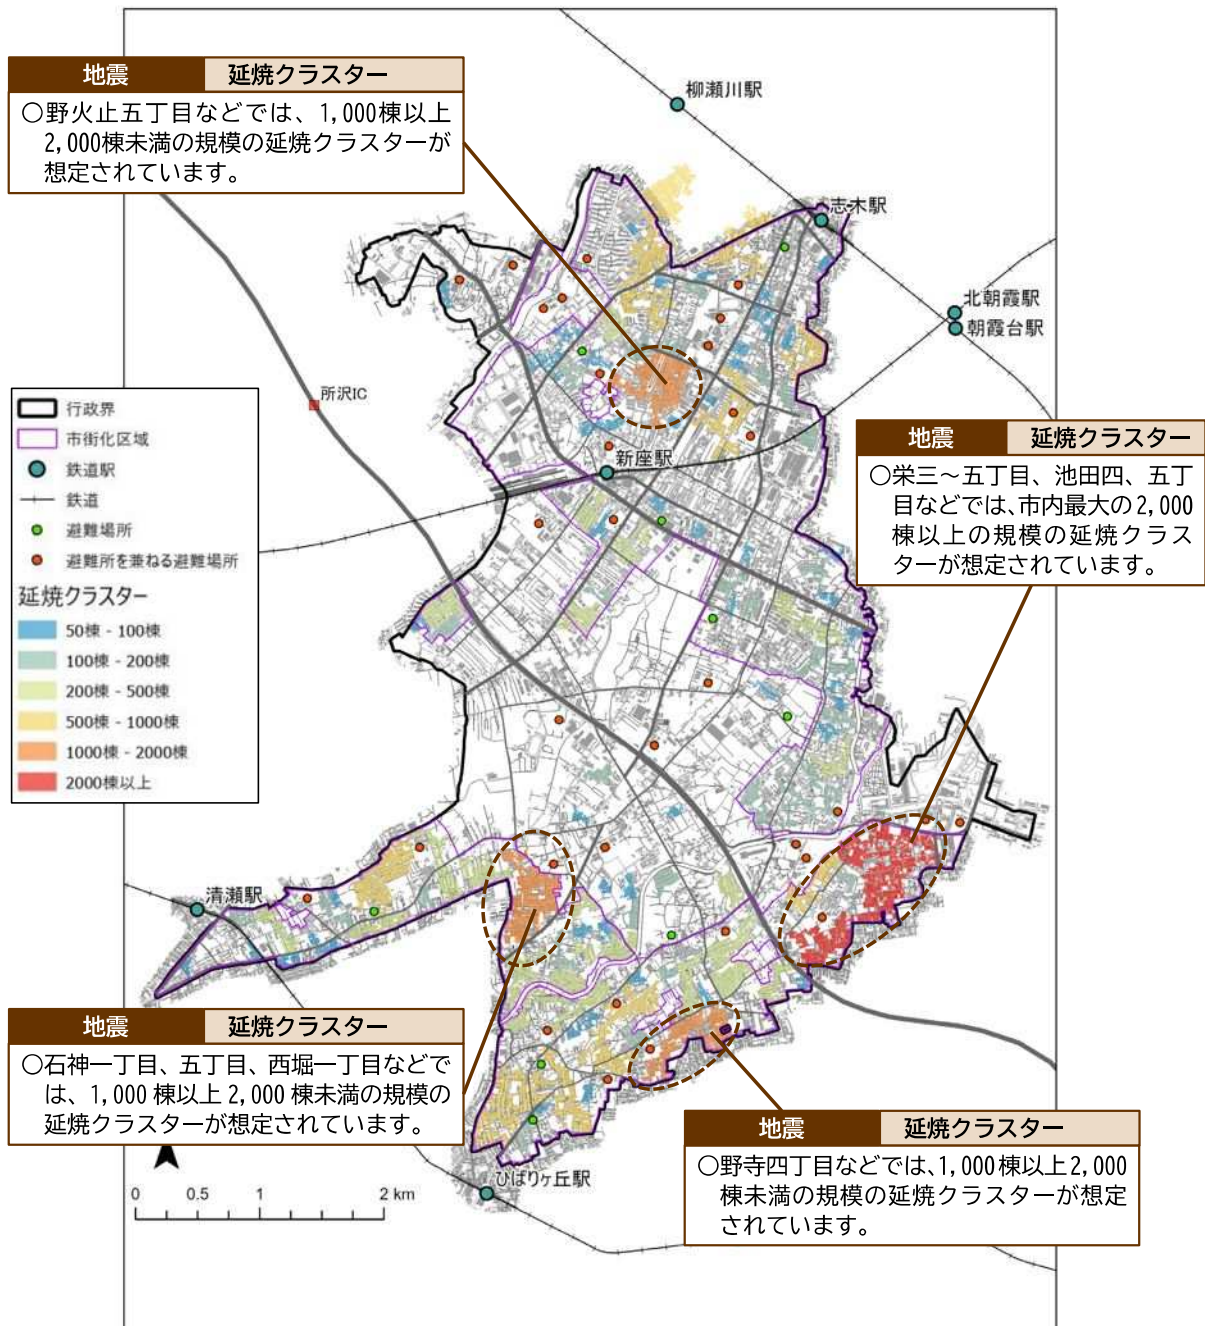 柳瀬川駅
地震 延焼クラスター
○野火止五丁目などでは、1,000棟以上
2,000棟未満の規模の延焼クラスターが
想定されています。
志木駅
北朝霞駅
朝霞台駅
所沢IC
行政界
市街化区域
鉄道駅
鉄道
避難場所
避難所を兼ねる避難場所
延焼クラスター
50棟 - 100棟
100棟 - 200棟
200棟 - 500棟
500棟 - 1000棟
1000棟 - 2000棟
2000棟以上
新座駅
地震 延焼クラスター
○栄三～五丁目、池田四、五丁
目などでは、市内最大の2,000
棟以上の規模の延焼クラス
ターが想定されています。
清瀬駅
地震 延焼クラスター
○石神一丁目、五丁目、西堀一丁目などで
は、1,000棟以上2,000棟未満の規模の
延焼クラスターが想定されています。
地震 延焼クラスター
○野寺四丁目などでは、1,000棟以上2,000
棟未満の規模の延焼クラスターが想定
されています。
ひばりヶ丘駅
0 0.5 1 2 km